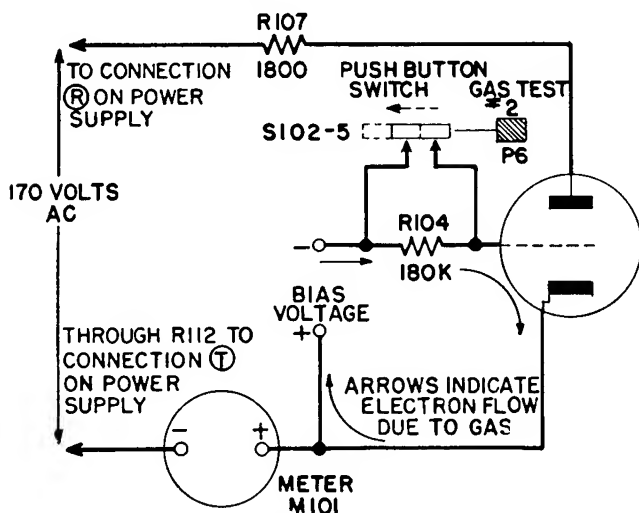 R107
1800
TO CONNECTION
Ⓡ ON POWER
SUPPLY
PUSH BUTTON
SWITCH
GAS TEST
#2
S102-5
P6
170 VOLTS
AC
R104
180K
−
BIAS
VOLTAGE
+
THROUGH R112 TO
CONNECTION Ⓣ
ON POWER
SUPPLY
ARROWS INDICATE
ELECTRON FLOW
DUE TO GAS
− +
METER
M101